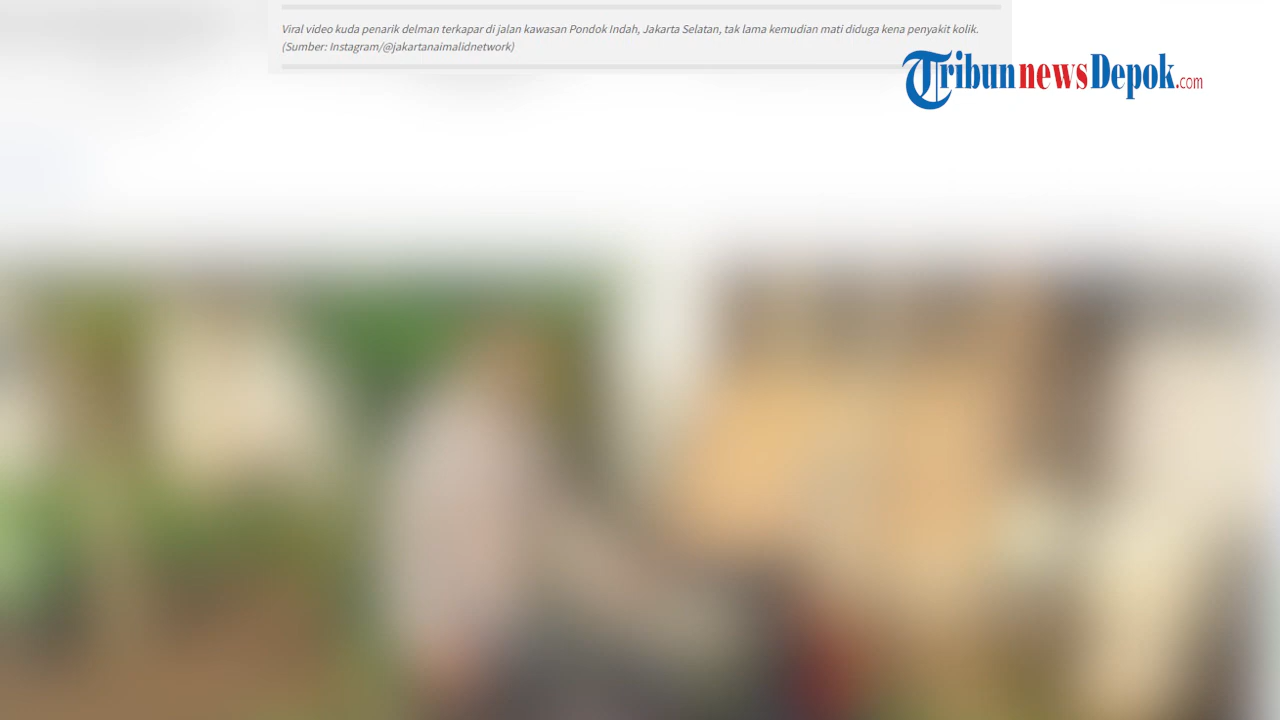 Viral video kuda penarik delman terkapar di jalan kawasan Pondok Indah, Jakarta Selatan, tak lama kemudian mati diduga kena penyakit kolik.
(Sumber: Instagram/@jakartanaimalidnetwork)
TribunnewsDepok.com